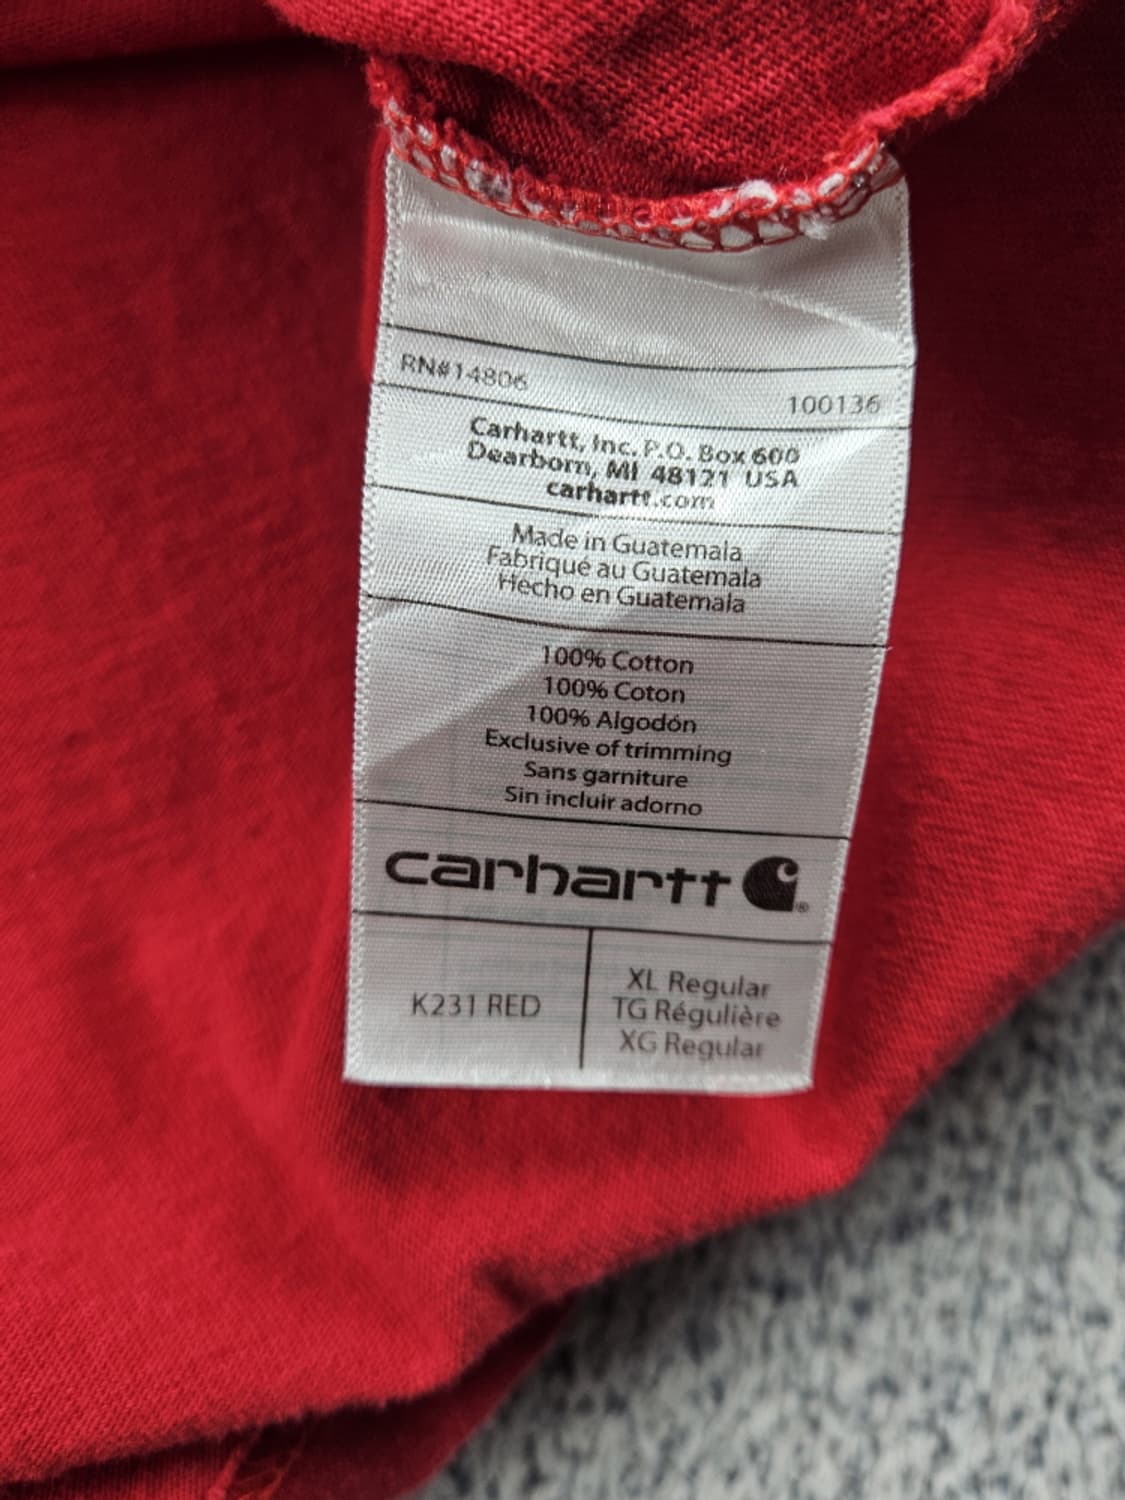 RN#14806
100136
Carhartt, Inc. P.O. Box 600
Dearborn, MI 48121 USA
carhartt.com
Made in Guatemala
Fabriqué au Guatemala
Hecho en Guatemala
100% Cotton
100% Coton
100% Algodón
Exclusive of trimming
Sans garniture
Sin incluir adorno
carhartt ®
K231 RED
XL Regular
TG Régulière
XG Regular